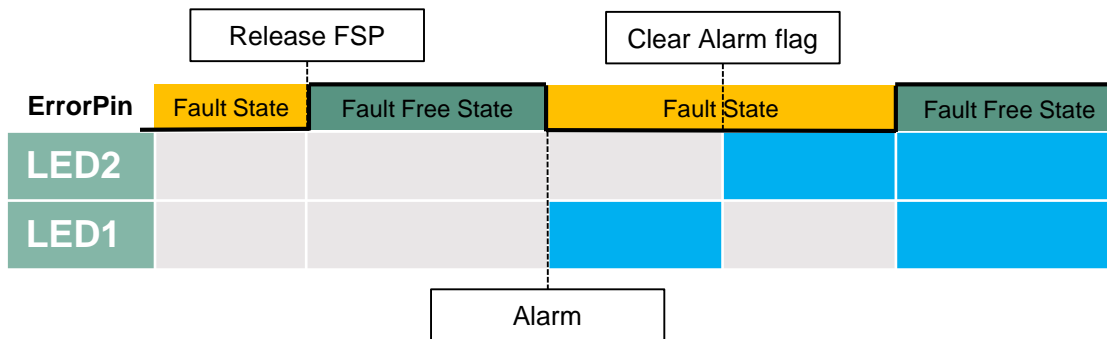 Release FSP
Clear Alarm flag
ErrorPin
Fault State
Fault Free State
Fault State
Fault Free State
LED2
LED1
Alarm